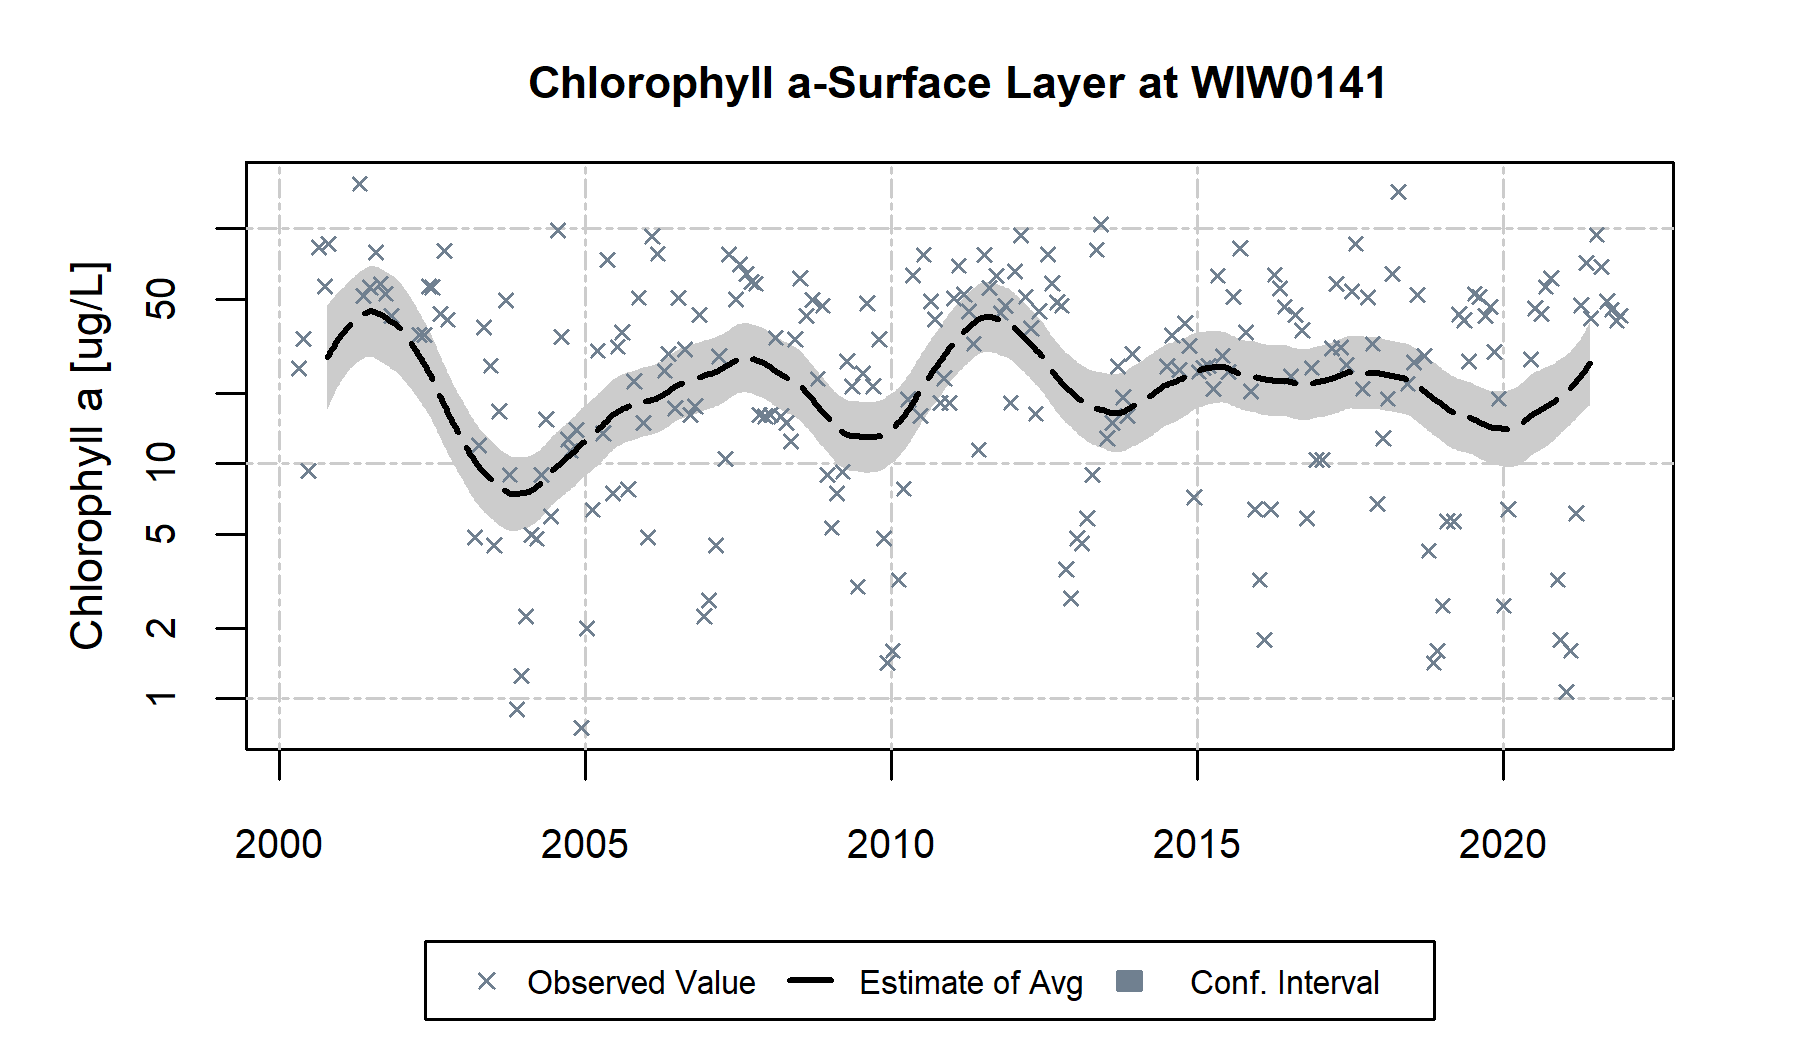 Chlorophyll a-Surface Layer at WIW0141
Chlorophyll a [ug/L]
50
10
5
2
1
2000 2005 2010 2015 2020
Observed Value Estimate of Avg Conf. Interval